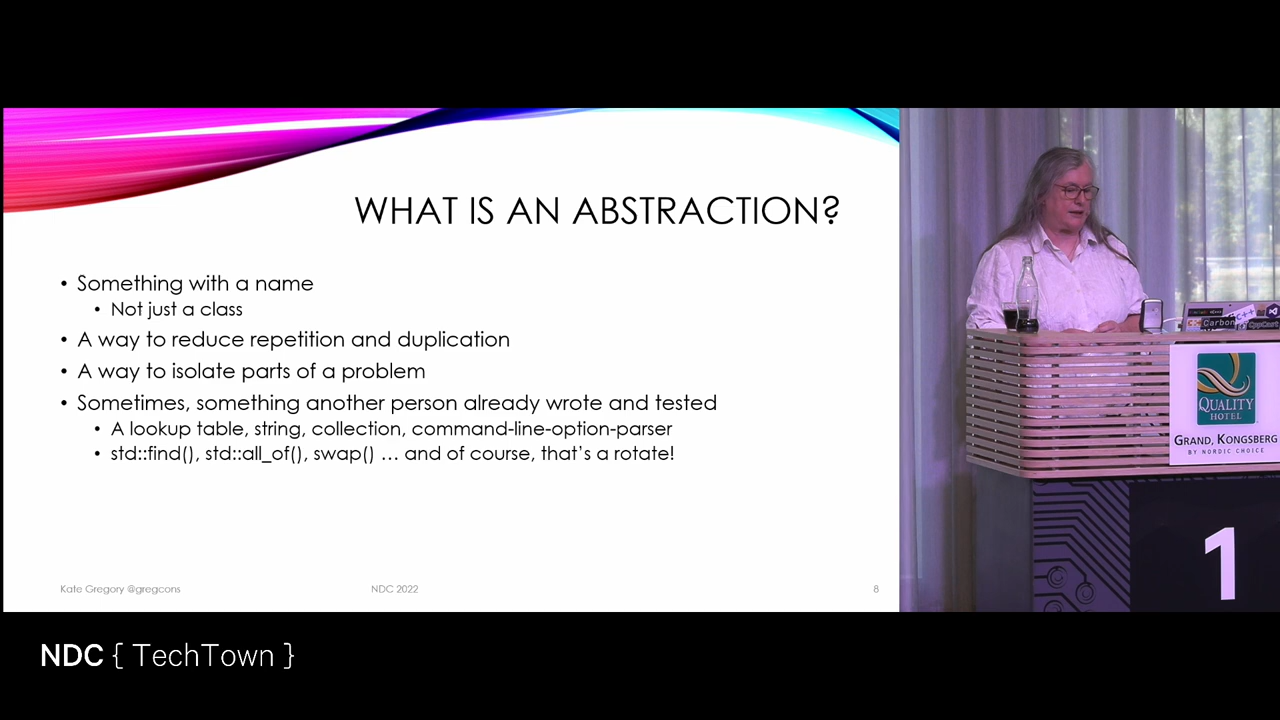 WHAT IS AN ABSTRACTION?
• Something with a name
• Not just a class
• A way to reduce repetition and duplication
• A way to isolate parts of a problem
• Sometimes, something another person already wrote and tested
• A lookup table, string, collection, command-line-option-parser
• std::find(), std::all_of(), swap() … and of course, that's a rotate!
Kate Gregory @gregcons
NDC 2022
8
Carbon
C++
CppCast
QUALITY
HOTEL
GRAND, KONGSBERG
BY NORDIC CHOICE
1
NDC { TechTown }